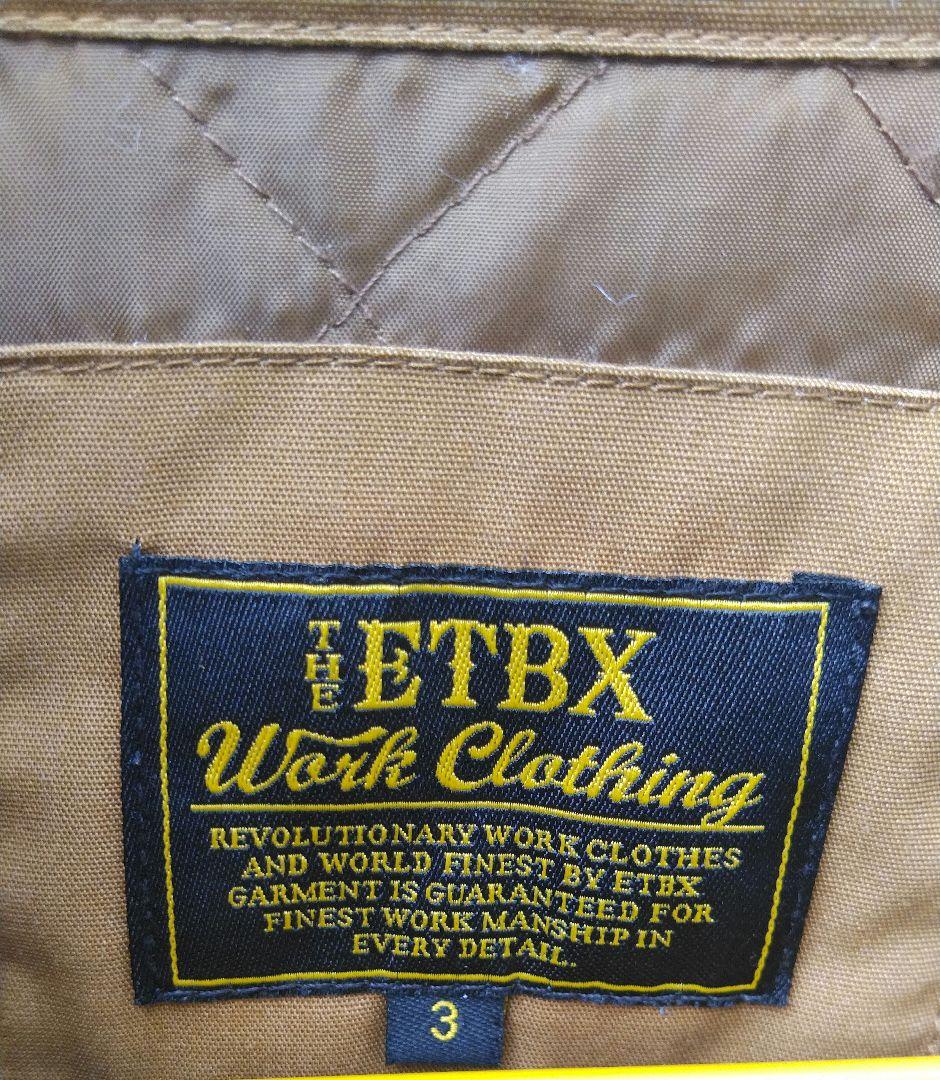 THE ETBX
Work Clothing
REVOLUTIONARY WORK CLOTHES
AND WORLD FINEST BY ETBX
GARMENT IS GUARANTEED FOR
FINEST WORK MANSHIP IN
EVERY DETAIL.
3